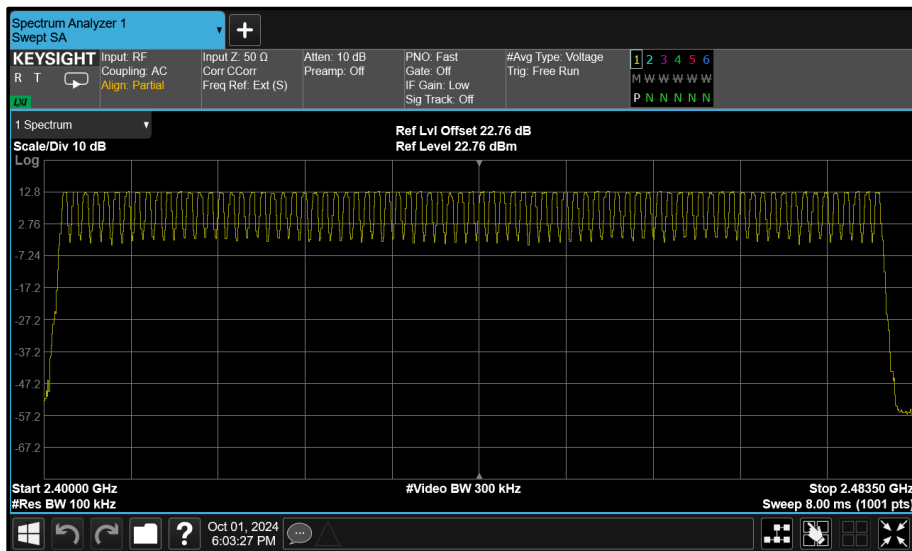 Spectrum Analyzer 1
Swept SA
+
KEYSIGHT
R T
LXI
Input: RF
Coupling: AC
Align: Partial
Input Z: 50 Ω
Corr CCorr
Freq Ref: Ext (S)
Atten: 10 dB
Preamp: Off
PNO: Fast
Gate: Off
IF Gain: Low
Sig Track: Off
#Avg Type: Voltage
Trig: Free Run
1 2 3 4 5 6
M W W W W W
P N N N N N
1 Spectrum
Scale/Div 10 dB
Ref Lvl Offset 22.76 dB
Ref Level 22.76 dBm
Log
12.8
2.76
-7.24
-17.2
-27.2
-37.2
-47.2
-57.2
-67.2
Start 2.40000 GHz
#Res BW 100 kHz
#Video BW 300 kHz
Stop 2.48350 GHz
Sweep 8.00 ms (1001 pts)
?
Oct 01, 2024
6:03:27 PM